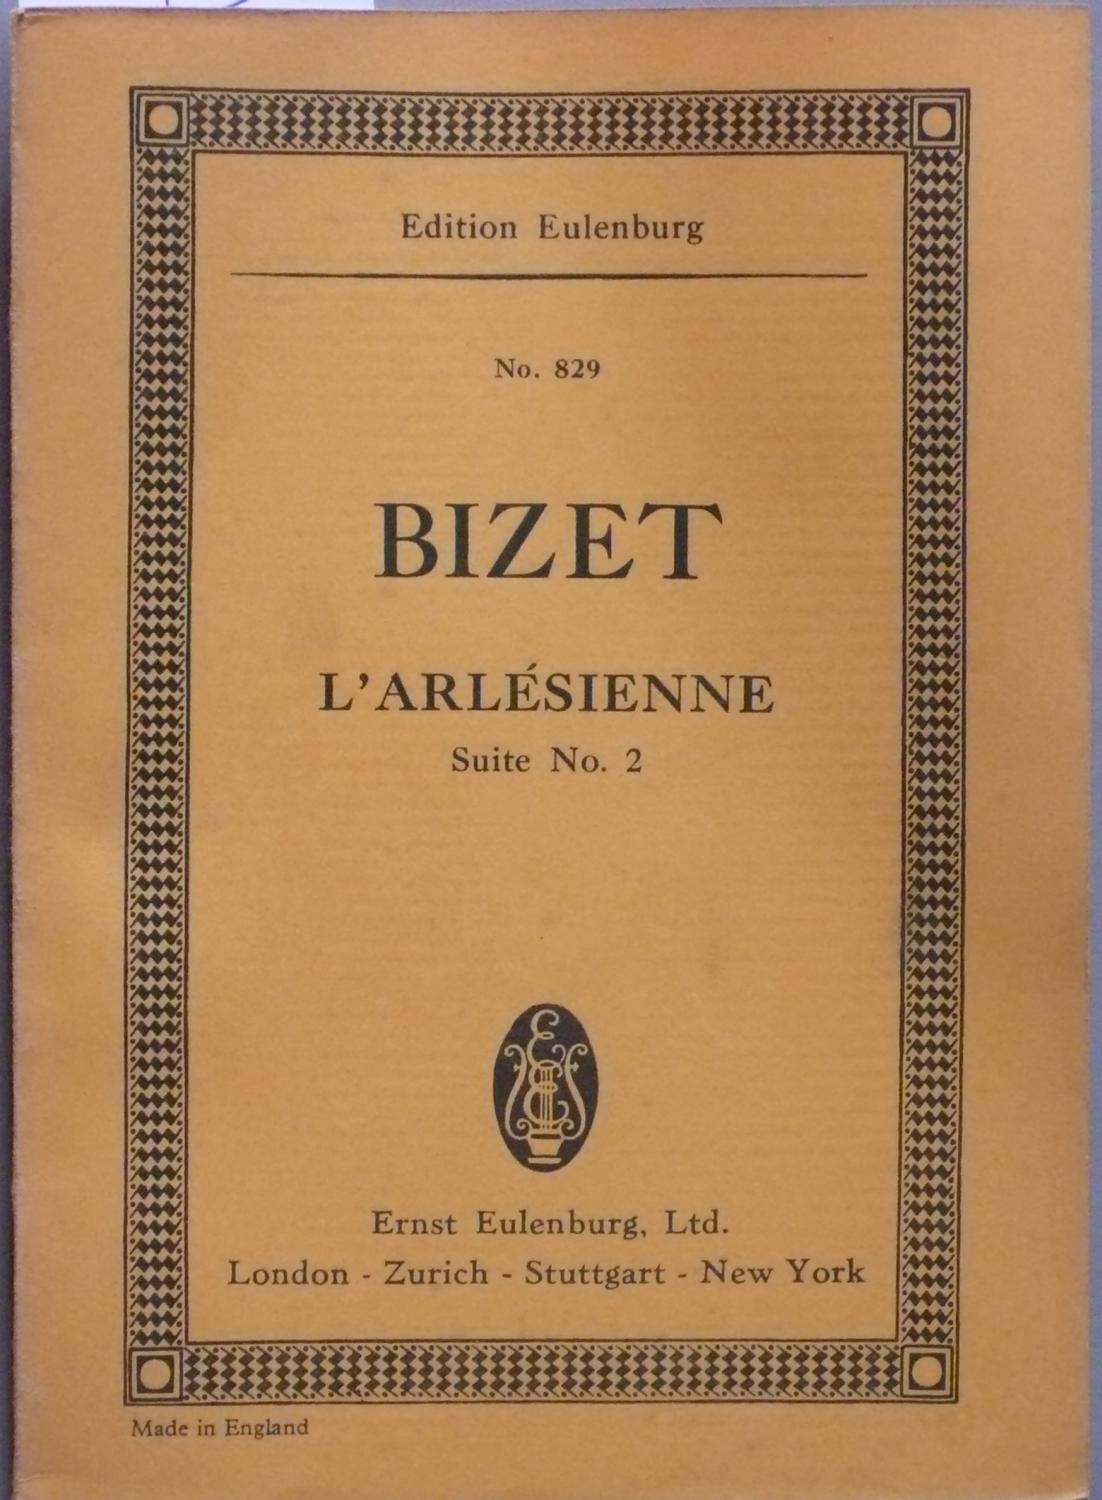 Edition Eulenburg
No. 829
BIZET
L'ARLÉSIENNE
Suite No. 2
Ernst Eulenburg, Ltd.
London - Zurich - Stuttgart - New York
Made in England